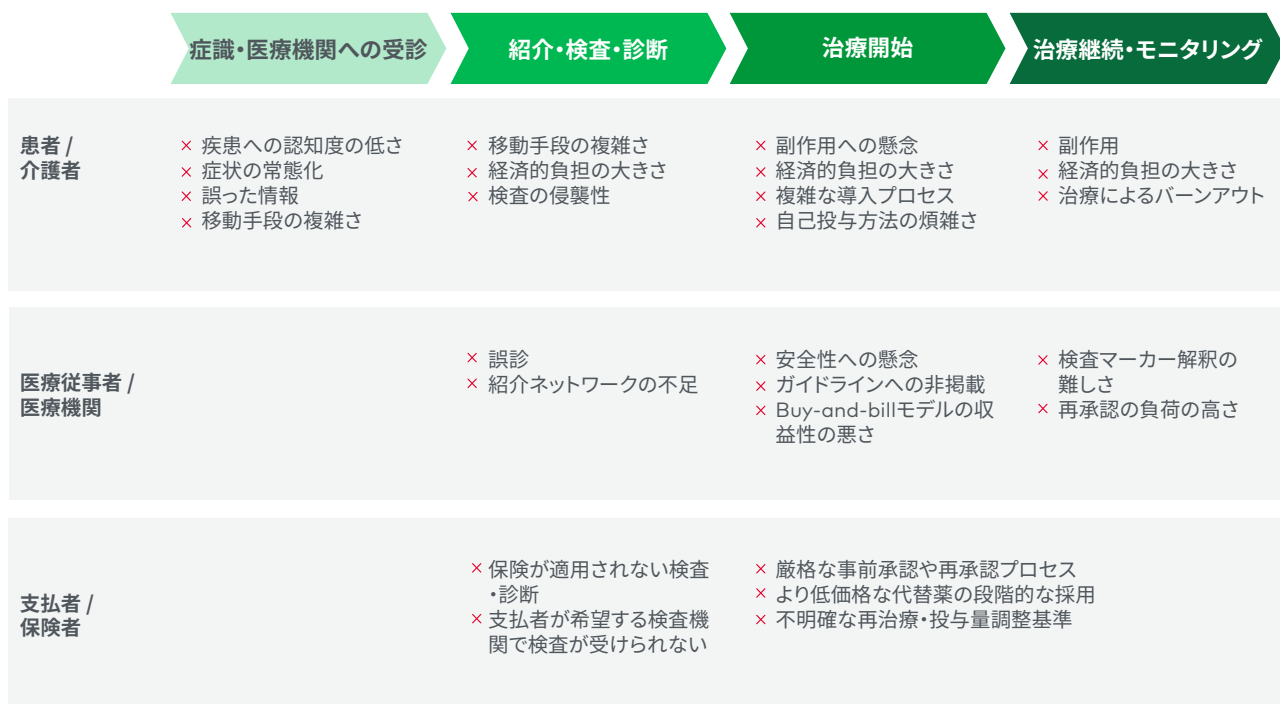 症識・医療機関への受診
紹介・検査・診断
治療開始
治療継続・モニタリング
患者 /
介護者
× 疾患への認知度の低さ
× 症状の常態化
× 誤った情報
× 移動手段の複雑さ
× 移動手段の複雑さ
× 経済的負担の大きさ
× 検査の侵襲性
× 副作用への懸念
× 経済的負担の大きさ
× 複雑な導入プロセス
× 自己投与方法の煩雑さ
× 副作用
× 経済的負担の大きさ
× 治療によるバーンアウト
医療従事者 /
医療機関
× 誤診
× 紹介ネットワークの不足
× 安全性への懸念
× ガイドラインへの非掲載
× Buy-and-billモデルの収
益性の悪さ
× 検査マーカー解釈の
難しさ
× 再承認の負荷の高さ
支払者 /
保険者
× 保険が適用されない検査
・診断
× 支払者が希望する検査機
関で検査が受けられない
× 厳格な事前承認や再承認プロセス
× より低価格な代替薬の段階的な採用
× 不明確な再治療・投与量調整基準